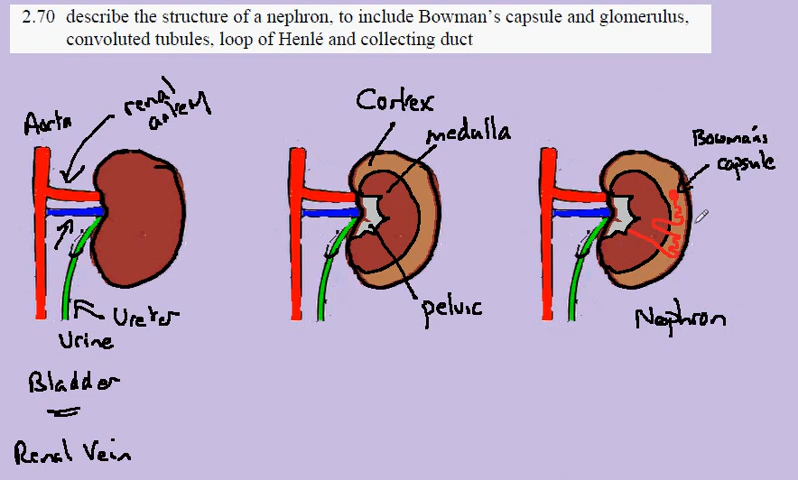 2.70 describe the structure of a nephron, to include Bowman's capsule and glomerulus,
convoluted tubules, loop of Henlé and collecting duct
Aorta
renal
artery
Cortex
medulla
Bowman's
capsule
pelvic
Ureter
Urine
Nephron
Bladder
Renal Vein